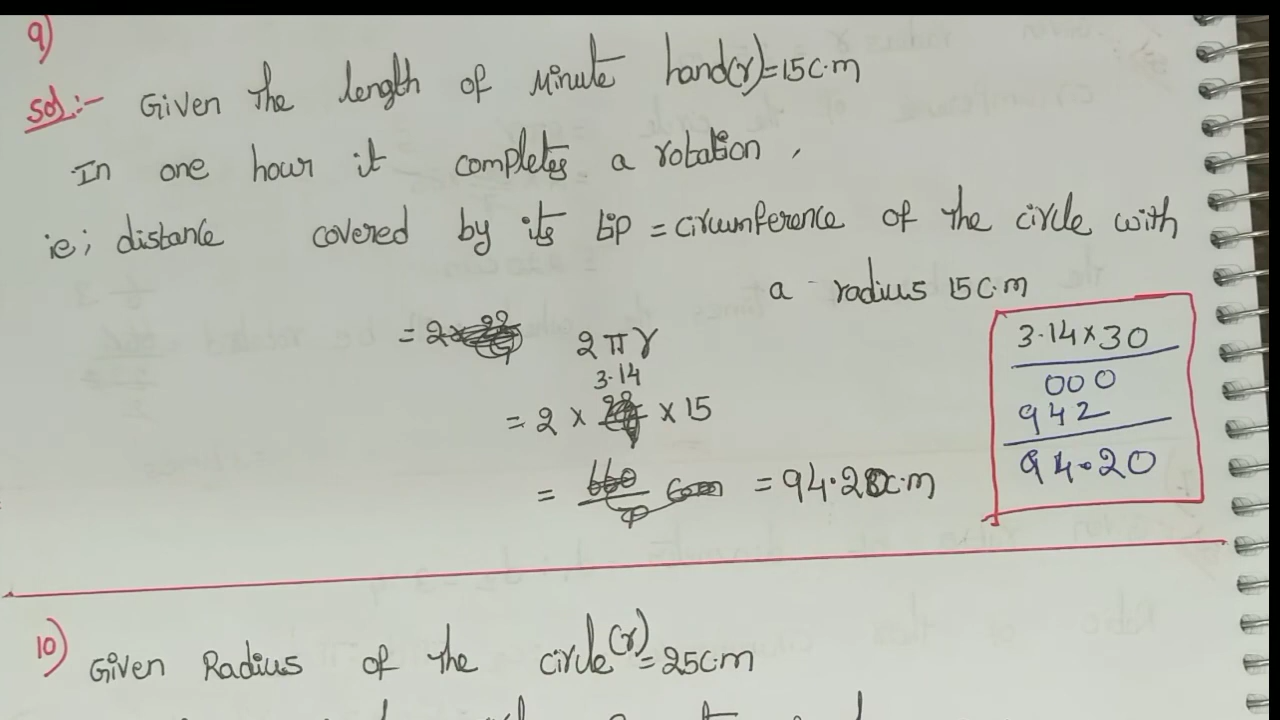 9)
Sol:- Given the length of Minute hand(r)=15c.m
In one hour it completes a rotation,
ie; distance covered by its tip = circumference of the circle with
a radius 15c.m
= 2 2πr
3.14
= 2 × × 15
= = 94.20c.m
3.14×30
000
942
94.20
10)
Given Radius of the circle(r)=25cm